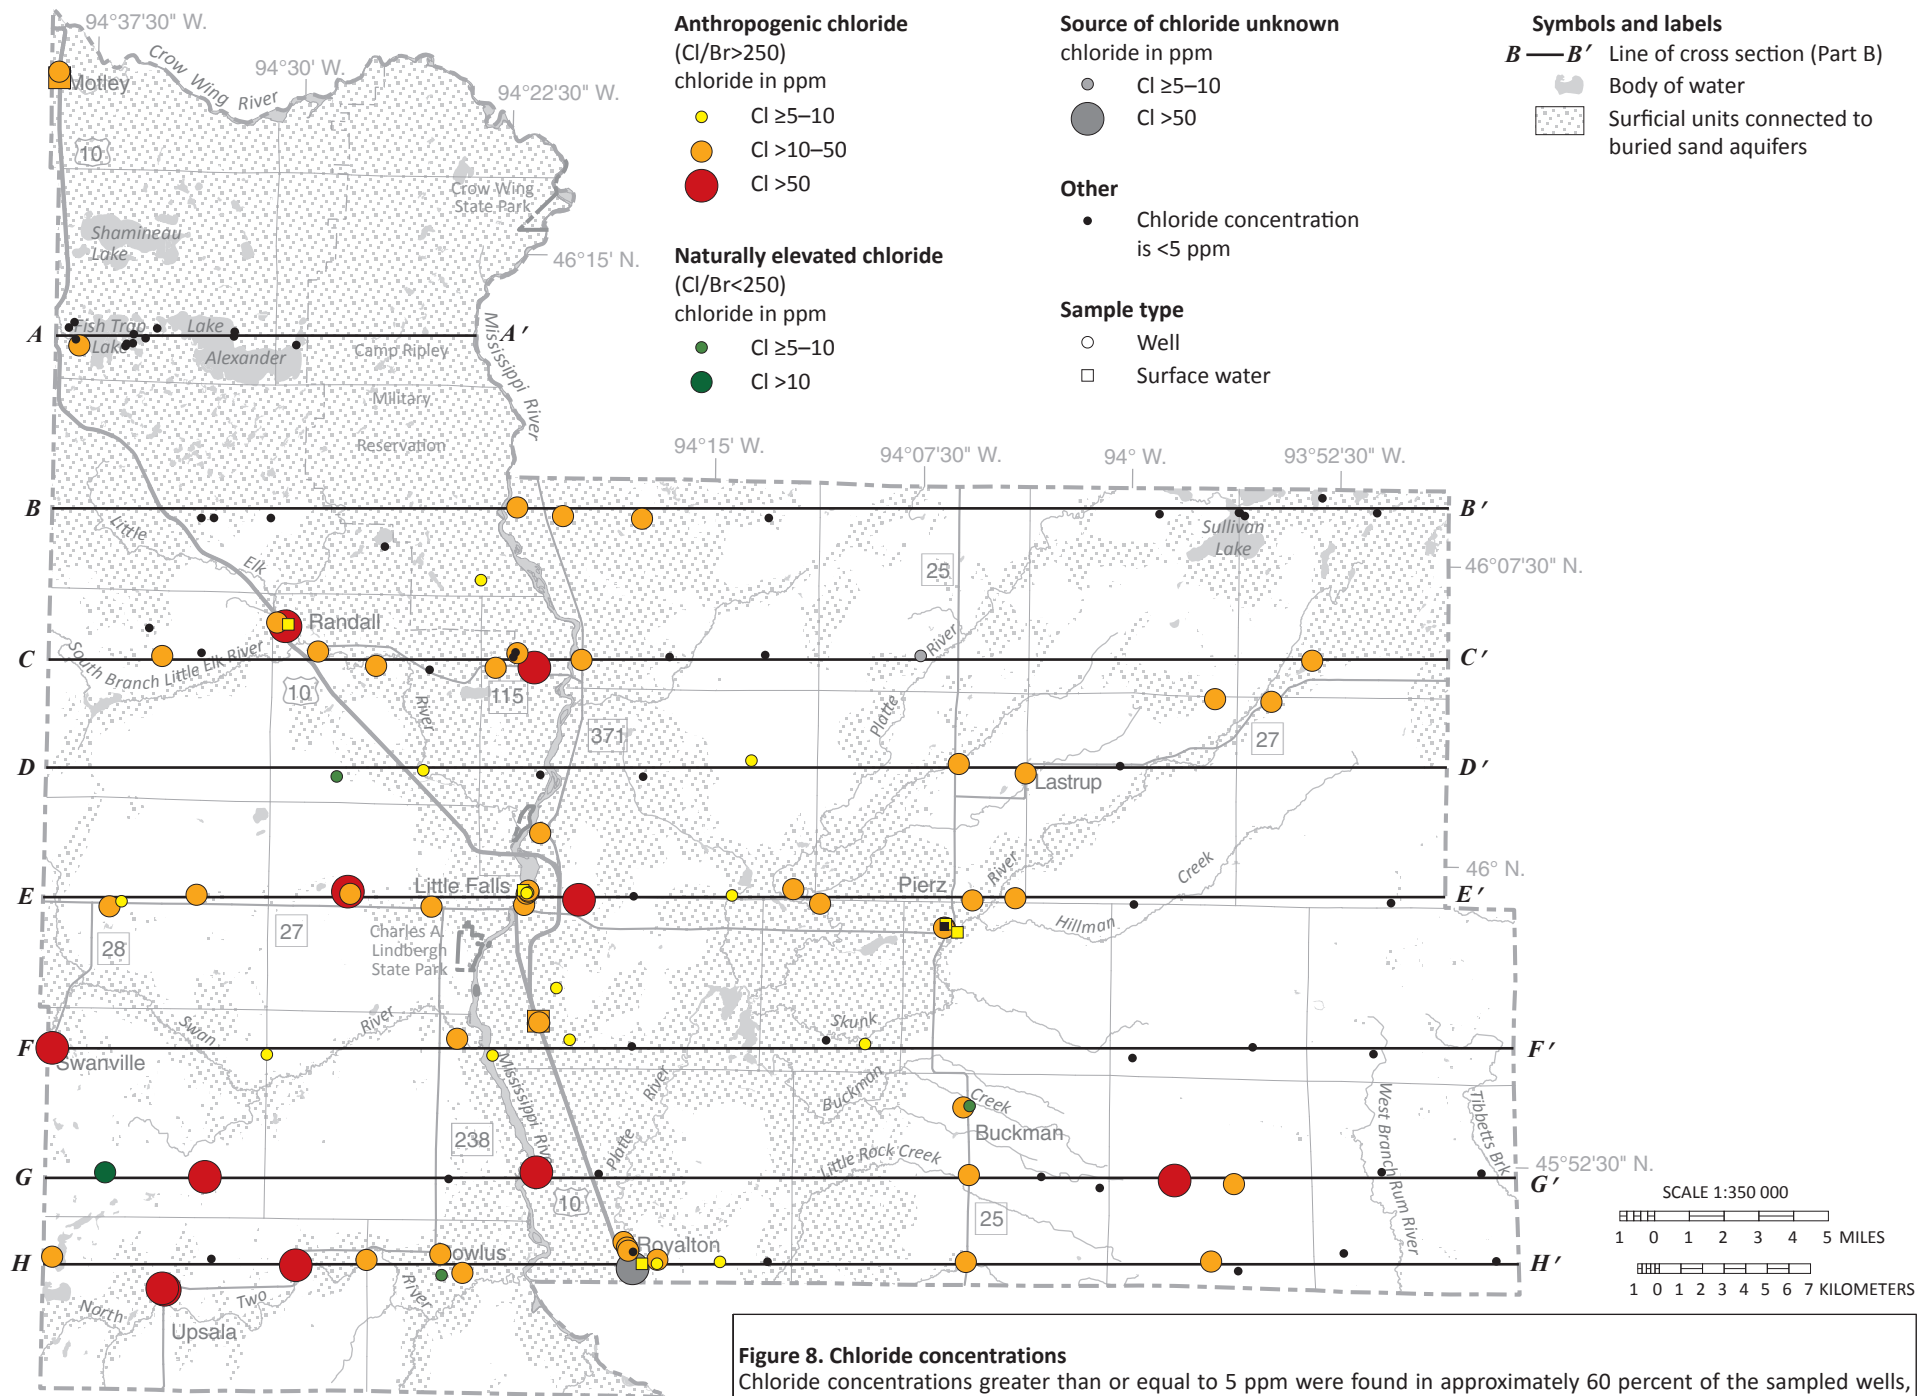 Anthropogenic chloride
(Cl/Br>250)
chloride in ppm
Cl ≥5–10
Cl >10–50
Cl >50
Naturally elevated chloride
(Cl/Br<250)
chloride in ppm
Cl ≥5–10
Cl >10
Source of chloride unknown
chloride in ppm
Cl ≥5–10
Cl >50
Other
Chloride concentration
is <5 ppm
Sample type
Well
Surface water
Symbols and labels
B — B′ Line of cross section (Part B)
Body of water
Surficial units connected to
buried sand aquifers
94°37'30" W.
94°30' W.
94°22'30" W.
46°15' N.
94°15' W.
94°07'30" W.
94° W.
93°52'30" W.
46°07'30" N.
46° N.
45°52'30" N.
Crow Wing River
Motley
10
Crow Wing
State Park
Shamineau
Lake
Fish Trap
Lake
Lake
Alexander
A
A′
Camp Ripley
Military
Reservation
Mississippi River
B
B′
Little
Elk
River
Sullivan
Lake
25
Randall
C
C′
South Branch Little Elk River
10
115
371
Platte
River
27
D
D′
Lastrup
E
E′
Little Falls
Pierz
River
Creek
Hillman
28
27
Charles A.
Lindbergh
State Park
Swan
River
Skunk
F
F′
Swanville
Mississippi River
Platte
River
Buckman
Creek
Buckman
West Branch Rum River
Tibbetts Brk
238
Little Rock Creek
G
G′
10
25
H
H′
Royalton
North
Two
River
Upsala
SCALE 1:350 000
1 0 1 2 3 4 5 MILES
1 0 1 2 3 4 5 6 7 KILOMETERS
Figure 8. Chloride concentrations
Chloride concentrations greater than or equal to 5 ppm were found in approximately 60 percent of the sampled wells,